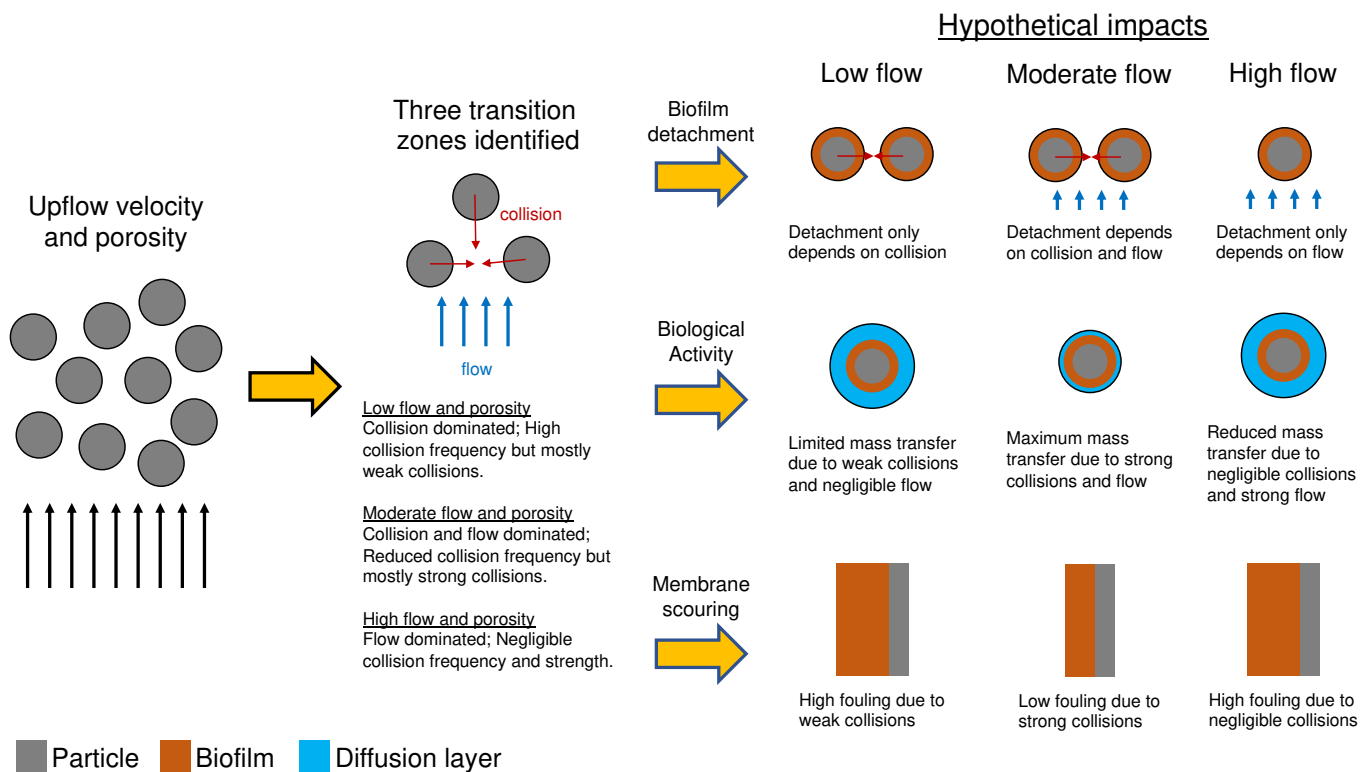 Hypothetical impacts
Low flow
Moderate flow
High flow
Upflow velocity
and porosity
Three transition
zones identified
collision
flow
Low flow and porosity
Collision dominated; High
collision frequency but mostly
weak collisions.
Moderate flow and porosity
Collision and flow dominated;
Reduced collision frequency but
mostly strong collisions.
High flow and porosity
Flow dominated; Negligible
collision frequency and strength.
Biofilm
detachment
Detachment only
depends on collision
Detachment depends
on collision and flow
Detachment only
depends on flow
Biological
Activity
Limited mass transfer
due to weak collisions
and negligible flow
Maximum mass
transfer due to strong
collisions and flow
Reduced mass
transfer due to
negligible collisions
and strong flow
Membrane
scouring
High fouling due to
weak collisions
Low fouling due to
strong collisions
High fouling due to
negligible collisions
Particle
Biofilm
Diffusion layer